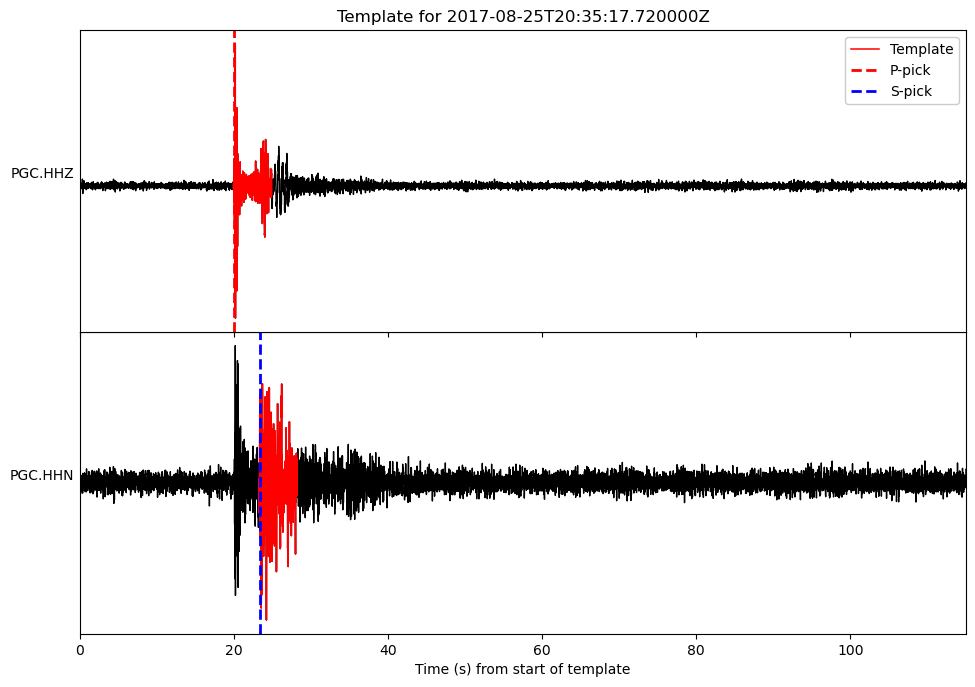 Template for 2017-08-25T20:35:17.720000Z
Template
P-pick
S-pick
PGC.HHZ
PGC.HHN
0 20 40 60 80 100
Time (s) from start of template